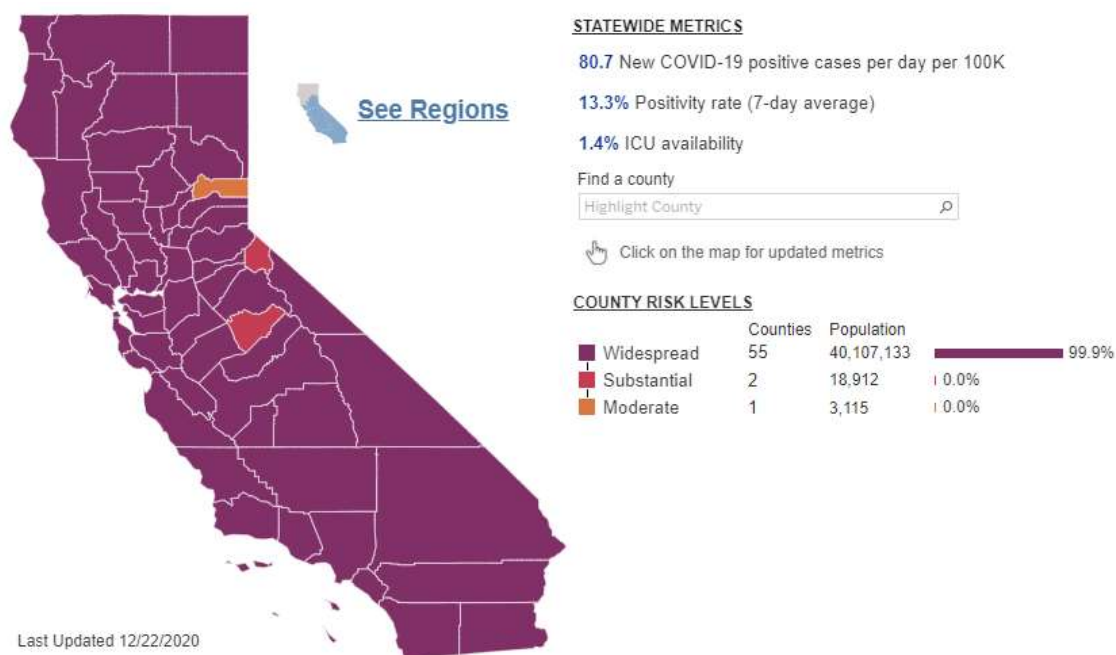 STATEWIDE METRICS
80.7 New COVID-19 positive cases per day per 100K
13.3% Positivity rate (7-day average)
1.4% ICU availability
See Regions
Find a county
Highlight County
Click on the map for updated metrics
COUNTY RISK LEVELS
Counties Population
Widespread 55 40,107,133 99.9%
Substantial 2 18,912 0.0%
Moderate 1 3,115 0.0%
Last Updated 12/22/2020